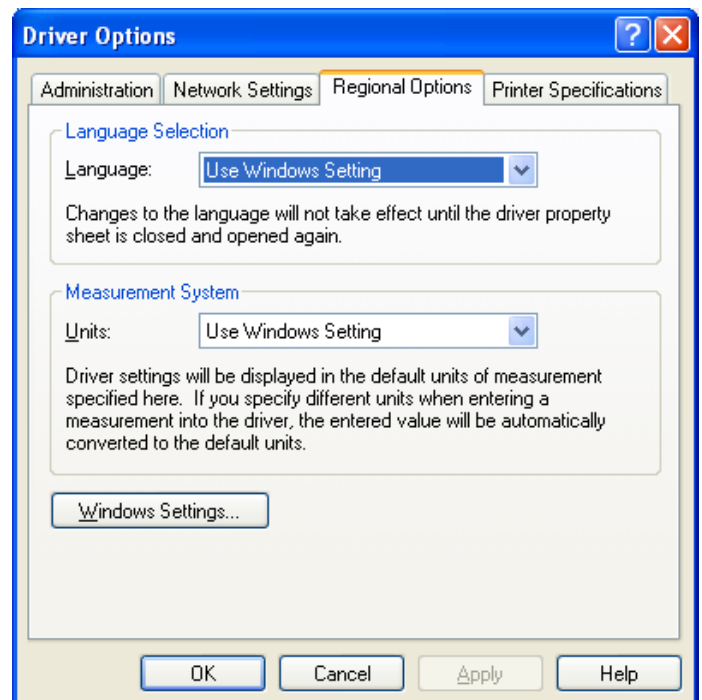 Driver Options
Administration Network Settings Regional Options Printer Specifications
Language Selection
Language: Use Windows Setting
Changes to the language will not take effect until the driver property
sheet is closed and opened again.
Measurement System
Units: Use Windows Setting
Driver settings will be displayed in the default units of measurement
specified here.  If you specify different units when entering a
measurement into the driver, the entered value will be automatically
converted to the default units.
Windows Settings...
OK Cancel Apply Help